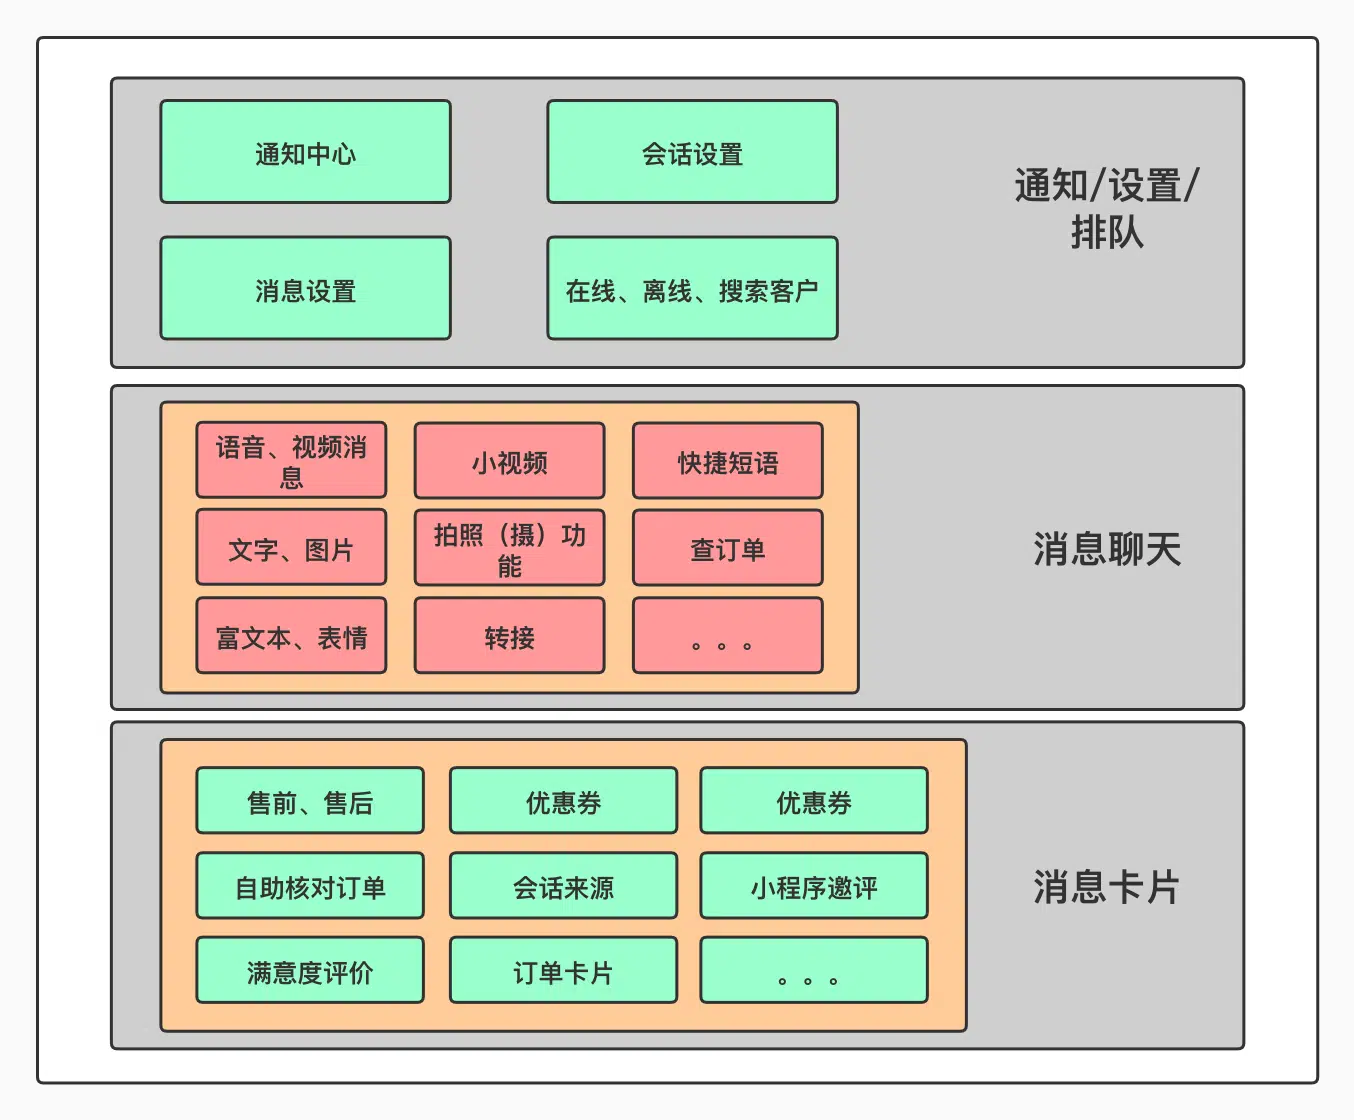 通知中心
会话设置
通知/设置/
排队
消息设置
在线、离线、搜索客户
语音、视频消
息
小视频
快捷短语
文字、图片
拍照（摄）功
能
查订单
消息聊天
富文本、表情
转接
。。。
售前、售后
优惠券
优惠券
自助核对订单
会话来源
小程序邀评
消息卡片
满意度评价
订单卡片
。。。